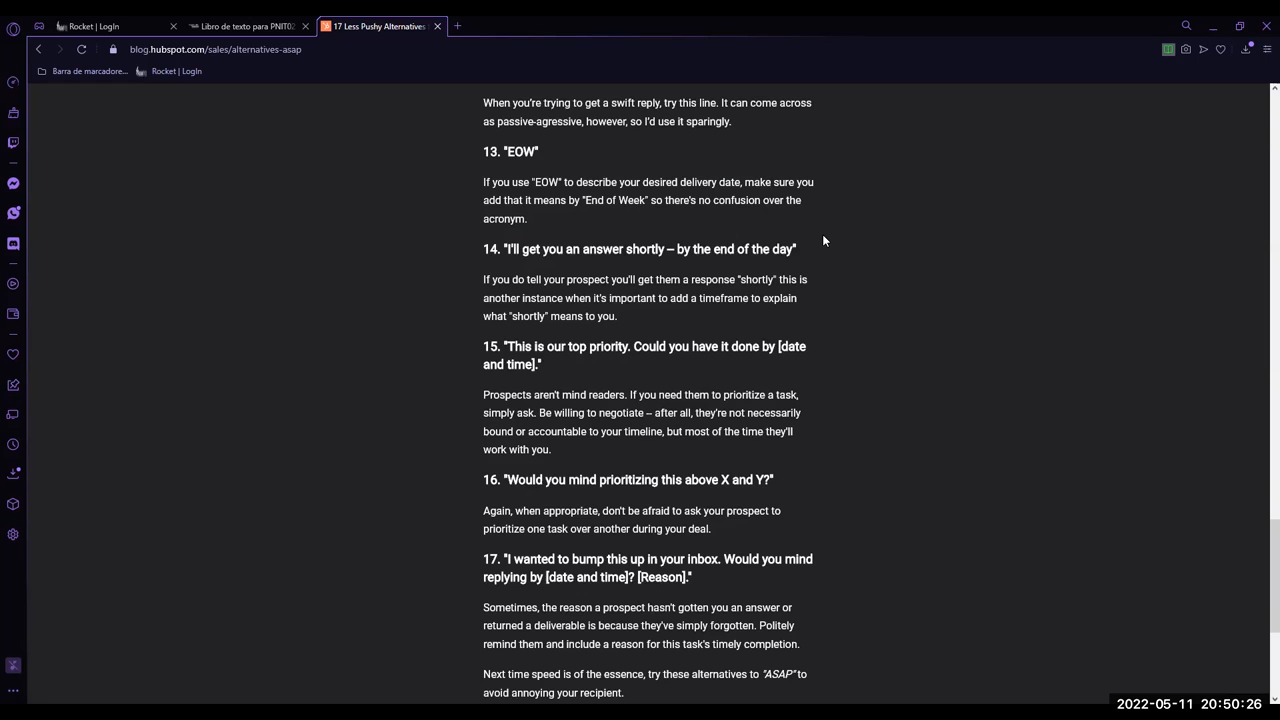 Rocket | LogIn
Libro de texto para PNIT02
17 Less Pushy Alternatives
blog.hubspot.com/sales/alternatives-asap
Barra de marcadore...
Rocket | LogIn
When you're trying to get a swift reply, try this line. It can come across
as passive-agressive, however, so I'd use it sparingly.
13. "EOW"
If you use "EOW" to describe your desired delivery date, make sure you
add that it means by "End of Week" so there's no confusion over the
acronym.
14. "I'll get you an answer shortly – by the end of the day"
If you do tell your prospect you'll get them a response "shortly" this is
another instance when it's important to add a timeframe to explain
what "shortly" means to you.
15. "This is our top priority. Could you have it done by [date
and time]."
Prospects aren't mind readers. If you need them to prioritize a task,
simply ask. Be willing to negotiate -- after all, they're not necessarily
bound or accountable to your timeline, but most of the time they'll
work with you.
16. "Would you mind prioritizing this above X and Y?"
Again, when appropriate, don't be afraid to ask your prospect to
prioritize one task over another during your deal.
17. "I wanted to bump this up in your inbox. Would you mind
replying by [date and time]? [Reason]."
Sometimes, the reason a prospect hasn't gotten you an answer or
returned a deliverable is because they've simply forgotten. Politely
remind them and include a reason for this task's timely completion.
Next time speed is of the essence, try these alternatives to "ASAP" to
avoid annoying your recipient.
2022-05-11 20:50:26